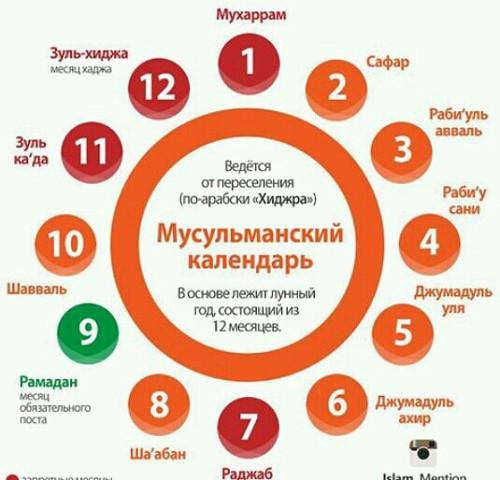 Мухаррам
1
2
Сафар
3
Раби‘уль
авваль
4
Раби‘у
сани
5
Джумадуль
уля
6
Джумадуль
ахир
7
Раджаб
8
Ша‘абан
9
Рамадан
месяц
обязательного
поста
10
Шавваль
11
Зуль
ка‘да
12
Зуль-хиджа
месяц хаджа
Ведётся
от переселения
(по-арабски «Хиджра»)
Мусульманский
календарь
В основе лежит лунный
год, состоящий из
12 месяцев.
запретные месяцы
Islam_Mention